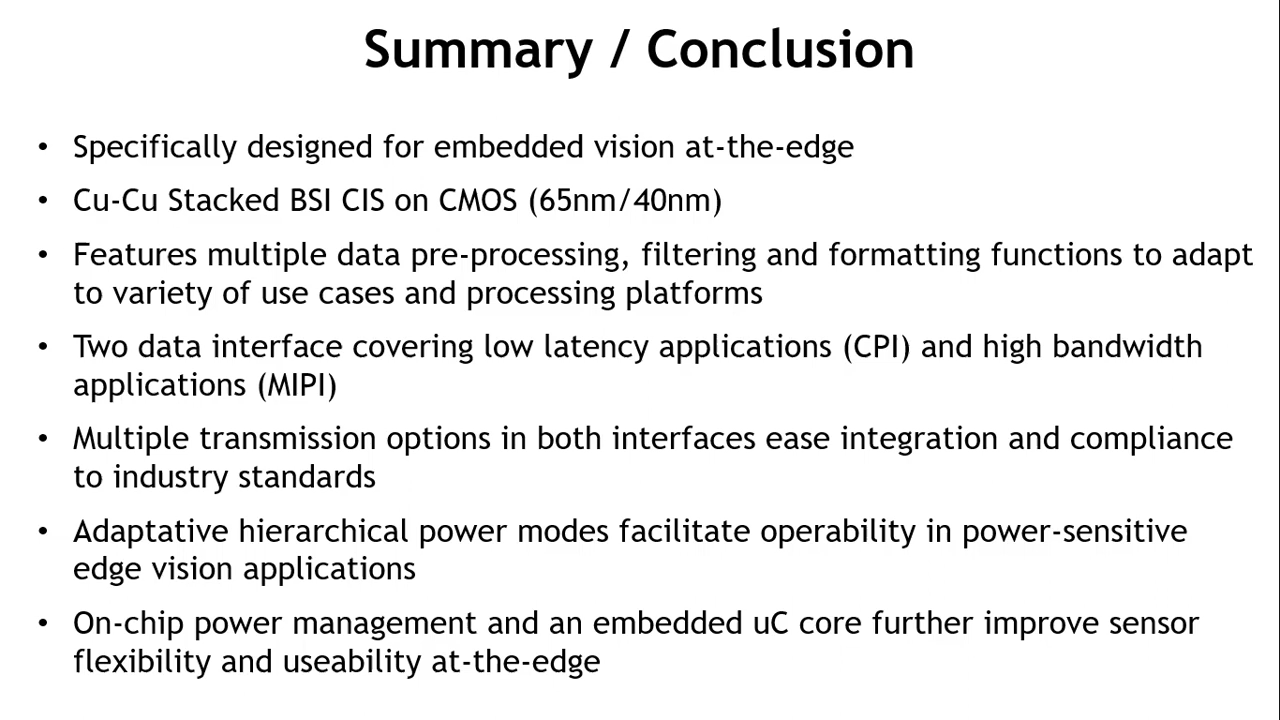 Summary / Conclusion
• Specifically designed for embedded vision at-the-edge
• Cu-Cu Stacked BSI CIS on CMOS (65nm/40nm)
• Features multiple data pre-processing, filtering and formatting functions to adapt
to variety of use cases and processing platforms
• Two data interface covering low latency applications (CPI) and high bandwidth
applications (MIPI)
• Multiple transmission options in both interfaces ease integration and compliance
to industry standards
• Adaptative hierarchical power modes facilitate operability in power-sensitive
edge vision applications
• On-chip power management and an embedded uC core further improve sensor
flexibility and useability at-the-edge